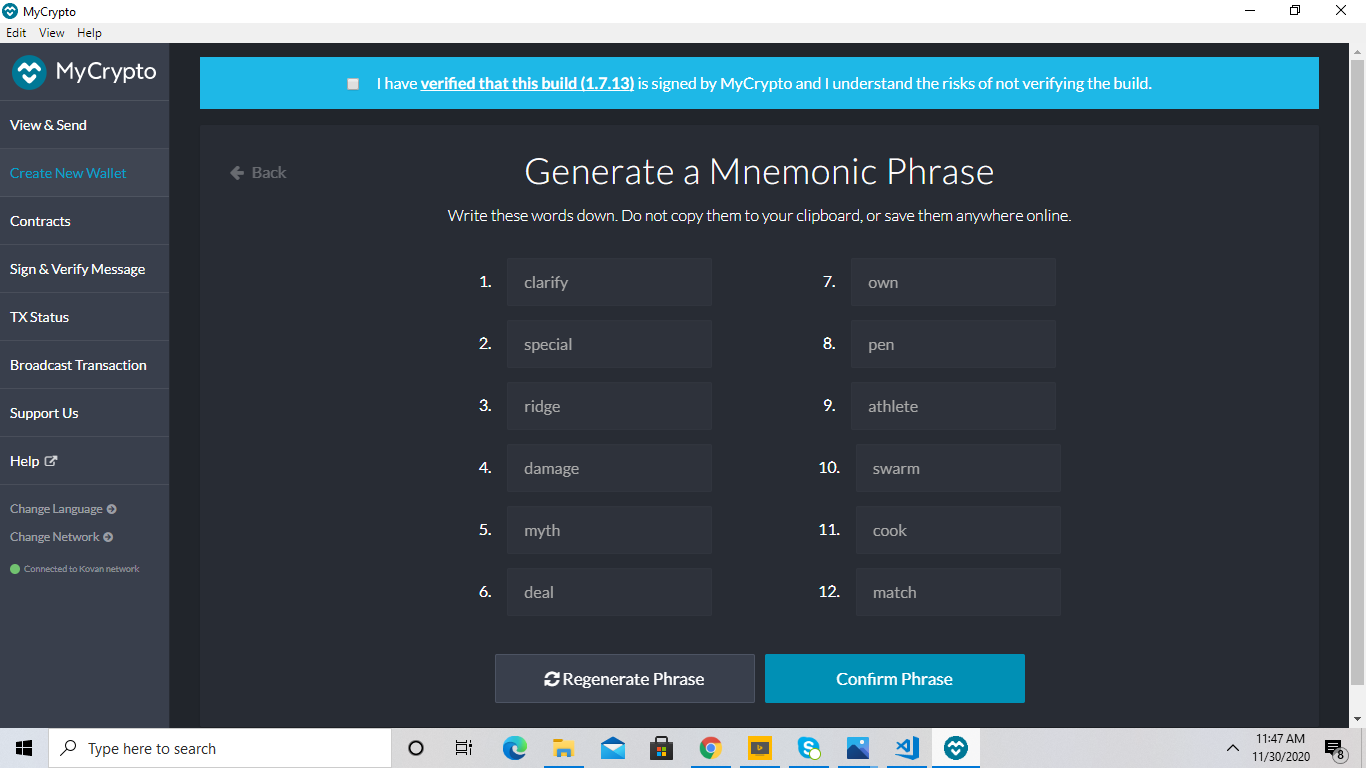 MyCrypto
Edit View Help
MyCrypto
I have verified that this build (1.7.13) is signed by MyCrypto and I understand the risks of not verifying the build.
View & Send
Create New Wallet
Contracts
Sign & Verify Message
TX Status
Broadcast Transaction
Support Us
Help
Change Language
Change Network
Connected to Kovan network
Back
Generate a Mnemonic Phrase
Write these words down. Do not copy them to your clipboard, or save them anywhere online.
1. clarify
2. special
3. ridge
4. damage
5. myth
6. deal
7. own
8. pen
9. athlete
10. swarm
11. cook
12. match
Regenerate Phrase
Confirm Phrase
Type here to search
11:47 AM
11/30/2020
8